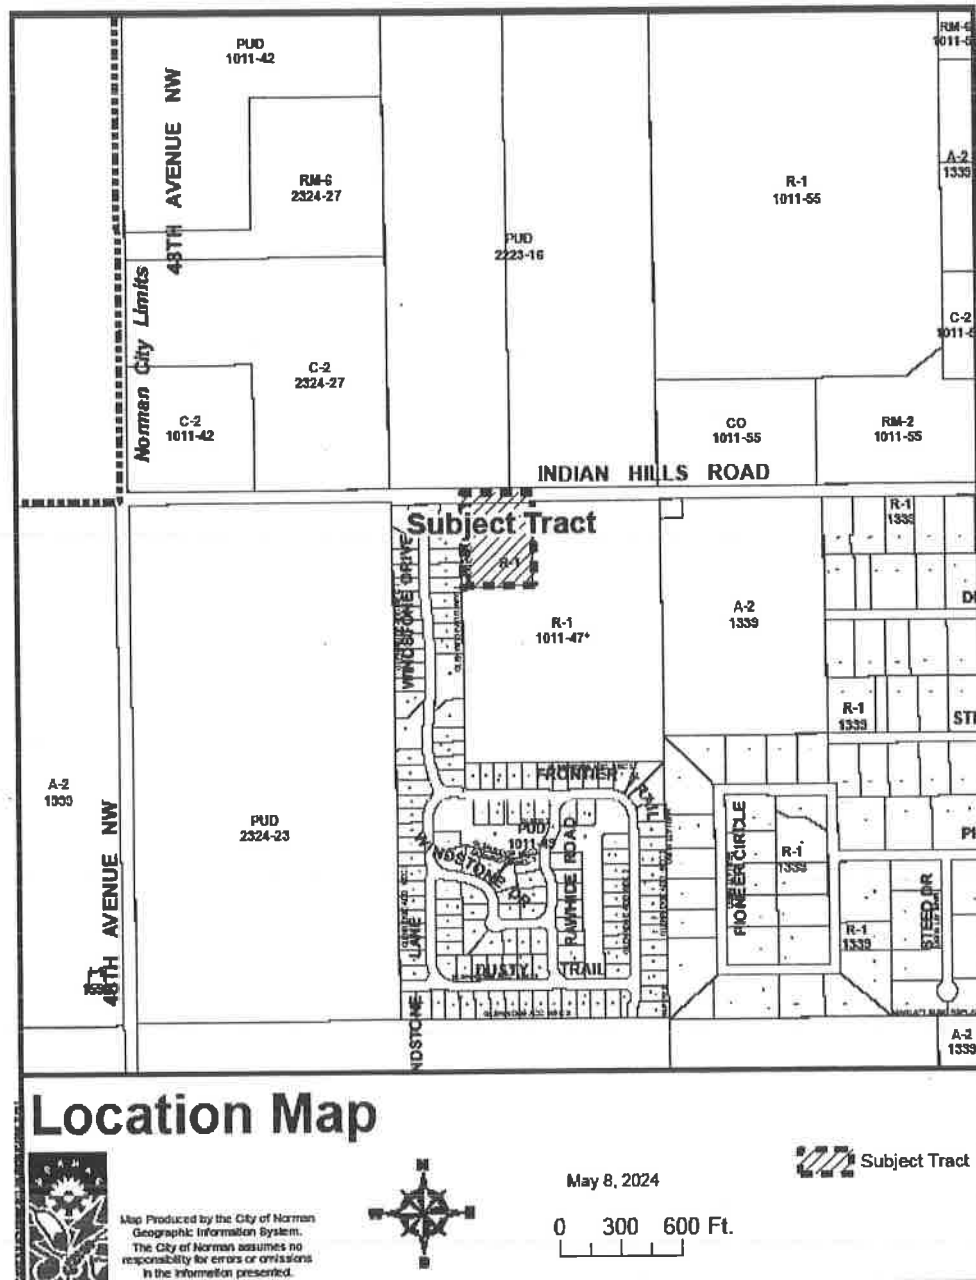 PUD
1011-42
RM-6
48TH AVENUE NW
RM-6
2324-27
R-1
1011-55
A-2
1339
PUD
2223-16
Norman City Limits
C-2
C-2
2324-27
C-2
1011-42
CO
1011-55
RM-2
1011-55
INDIAN HILLS ROAD
Subject Tract
R-1
R-1
1339
WINDSTONE DRIVE
R-1
1011-47*
A-2
1339
R-1
1339
A-2
1339
48TH AVENUE NW
PUD
2324-23
FRONTIER
TRAIL
PUD
WINDSTONE DR
RAWHIDE ROAD
PIONEER CIRCLE
R-1
1339
R-1
1339
STEED DR
LANE
DUSTY TRAIL
NDSTONE
A-2
1339
Location Map
Map Produced by the City of Norman
Geographic Information System.
The City of Norman assumes no
responsibility for errors or omissions
in the information presented.
N
W
E
S
May 8, 2024
0 300 600 Ft.
Subject Tract